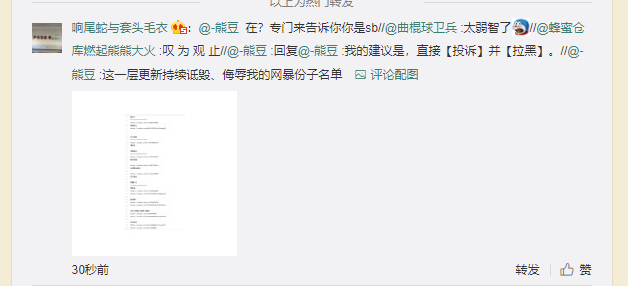 以上为热门转发
响尾蛇与套头毛衣：@-熊豆 在？专门来告诉你你是sb//@曲棍球卫兵 :太弱智了//@蜂蜜仓
库燃起熊熊大火 :叹 为 观 止//@-熊豆 :回复@-熊豆 :我的建议是，直接【投诉】并【拉黑】。//@-
熊豆 :这一层更新持续诋毁、侮辱我的网暴份子名单 评论配图
30秒前 转发 赞